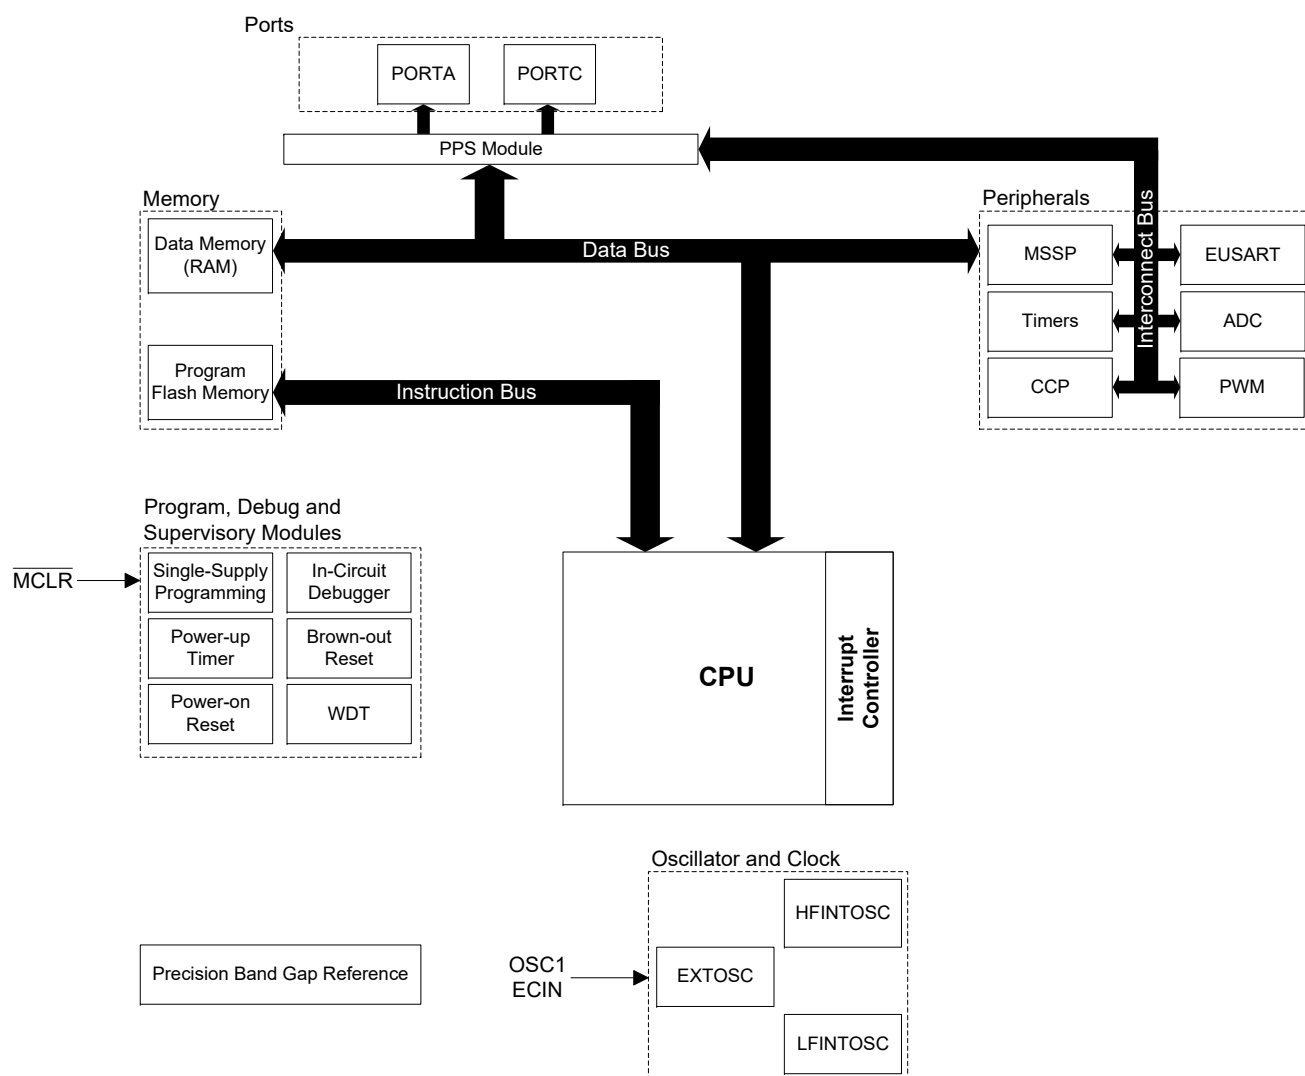 Ports
PORTA
PORTC
PPS Module
Memory
Data Memory
(RAM)
Program
Flash Memory
Data Bus
Instruction Bus
Peripherals
Interconnect Bus
MSSP
EUSART
Timers
ADC
CCP
PWM
Program, Debug and
Supervisory Modules
MCLR
Single-Supply
Programming
In-Circuit
Debugger
Power-up
Timer
Brown-out
Reset
Power-on
Reset
WDT
CPU
Interrupt
Controller
Oscillator and Clock
HFINTOSC
Precision Band Gap Reference
OSC1
ECIN
EXTOSC
LFINTOSC